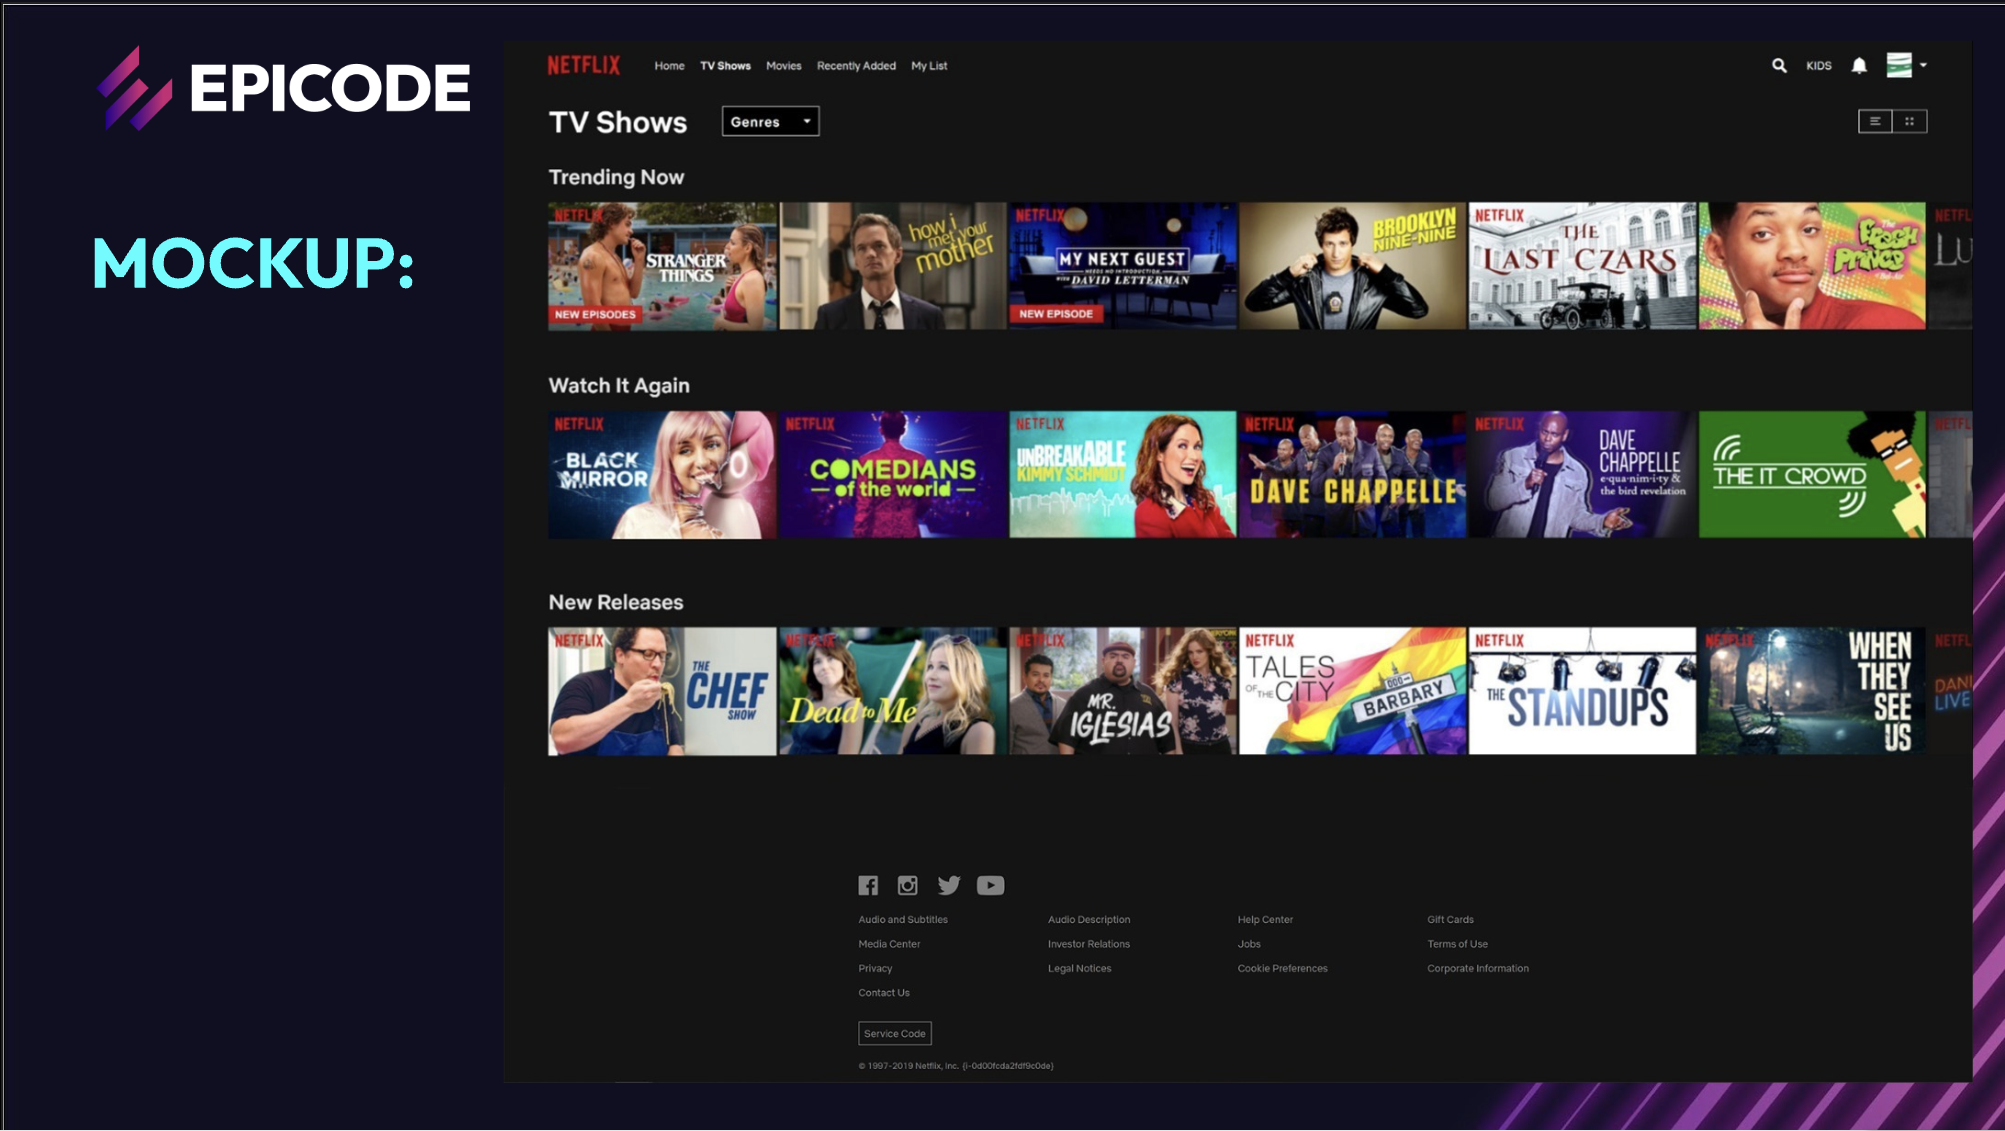 EPICODE
MOCKUP:
NETFLIX Home TV Shows Movies Recently Added My List KIDS
TV Shows Genres
Trending Now
NETFLIX
STRANGER
THINGS
NEW EPISODES
how i
met your
mother
NETFLIX
MY NEXT GUEST
NEEDS NO INTRODUCTION
WITH DAVID LETTERMAN
NEW EPISODE
BROOKLYN
NINE-NINE
NETFLIX
THE
LAST CZARS
The
FRESH
PRINCE
NETFL
LU
Watch It Again
NETFLIX
BLACK
MIRROR
NETFLIX
COMEDIANS
of the world
NETFLIX
UNBREAKABLE
KIMMY SCHMIDT
NETFLIX
DAVE CHAPPELLE
NETFLIX
DAVE
CHAPPELLE
e·qua·nim·i·ty &
the bird revelation
THE IT CROWD
NETFL
New Releases
NETFLIX
THE
CHEF
SHOW
NETFLIX
Dead to Me
NETFLIX
MR.
IGLESIAS
NETFLIX
TALES
OF THE CITY
BARBARY
NETFLIX
THE STANDUPS
NETFLIX
WHEN
THEY
SEE
US
NETFL
DANI
LIVE
Audio and Subtitles Audio Description Help Center Gift Cards
Media Center Investor Relations Jobs Terms of Use
Privacy Legal Notices Cookie Preferences Corporate Information
Contact Us
Service Code
© 1997-2019 Netflix, Inc. {i-0d00fcda2fdf9c0de}